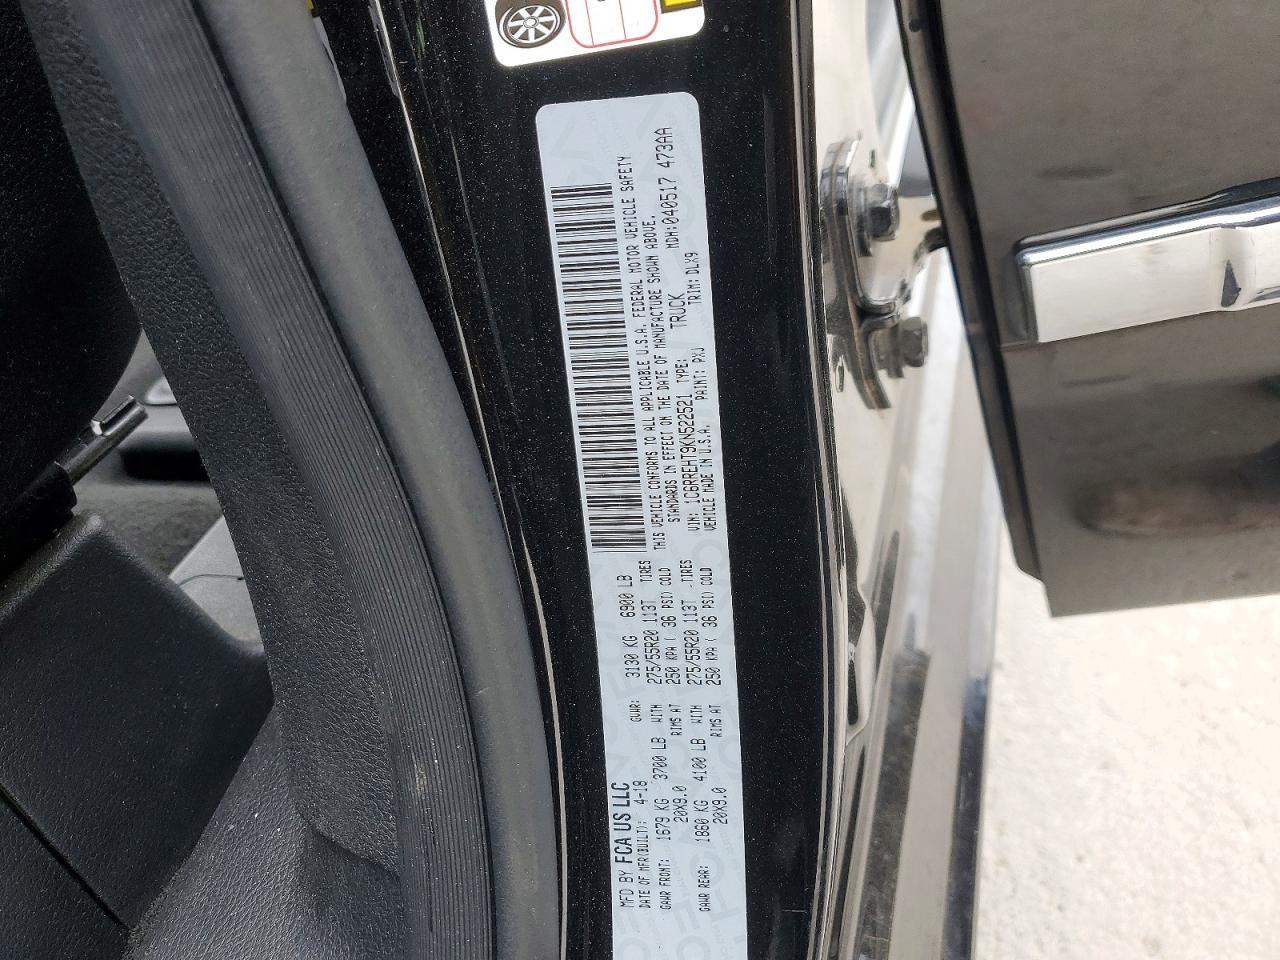 MFD BY FCA US LLC
DATE OF MFR(BUILT): 4-18 GVWR: 3130 KG 6900 LB
GAWR FRONT: 1679 KG 3700 LB WITH 275/55R20 113T TIRES
20X9.0 RIMS AT 250 KPA ( 36 PSI) COLD
GAWR REAR: 1860 KG 4100 LB WITH 275/55R20 113T TIRES
20X9.0 RIMS AT 250 KPA ( 36 PSI) COLD
THIS VEHICLE CONFORMS TO ALL APPLICABLE U.S.A. FEDERAL MOTOR VEHICLE SAFETY
STANDARDS IN EFFECT ON THE DATE OF MANUFACTURE SHOWN ABOVE.
VIN: 1C6RREHT9KN522521 TYPE: TRUCK MDH:040517 473AA
VEHICLE MADE IN U.S.A. PAINT: PXJ TRIM: DLX9